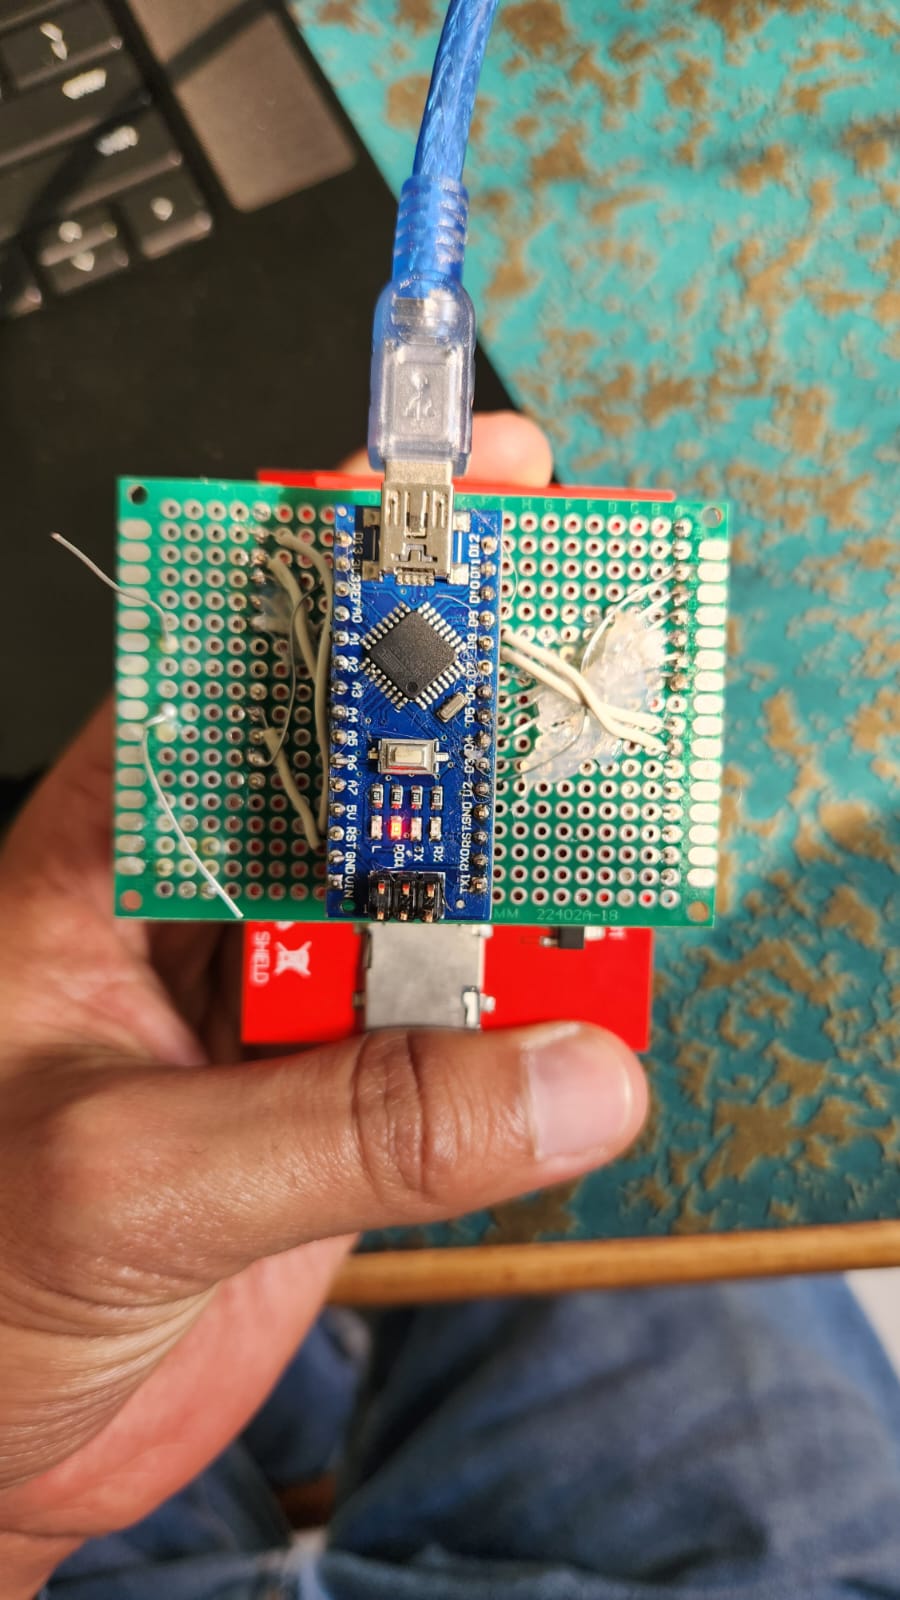 H G F E D C B A
D13
3V3
REF
A0
A1
A2
A3
A4
A5
A6
A7
5V
RST
GND
VIN
D12
D11
D10
D9
D8
D7
D6
D5
D4
D3
D2
GND
RST
RX0
TX1
L
POW
TX
RX
MM 22402A-18
SHIELD